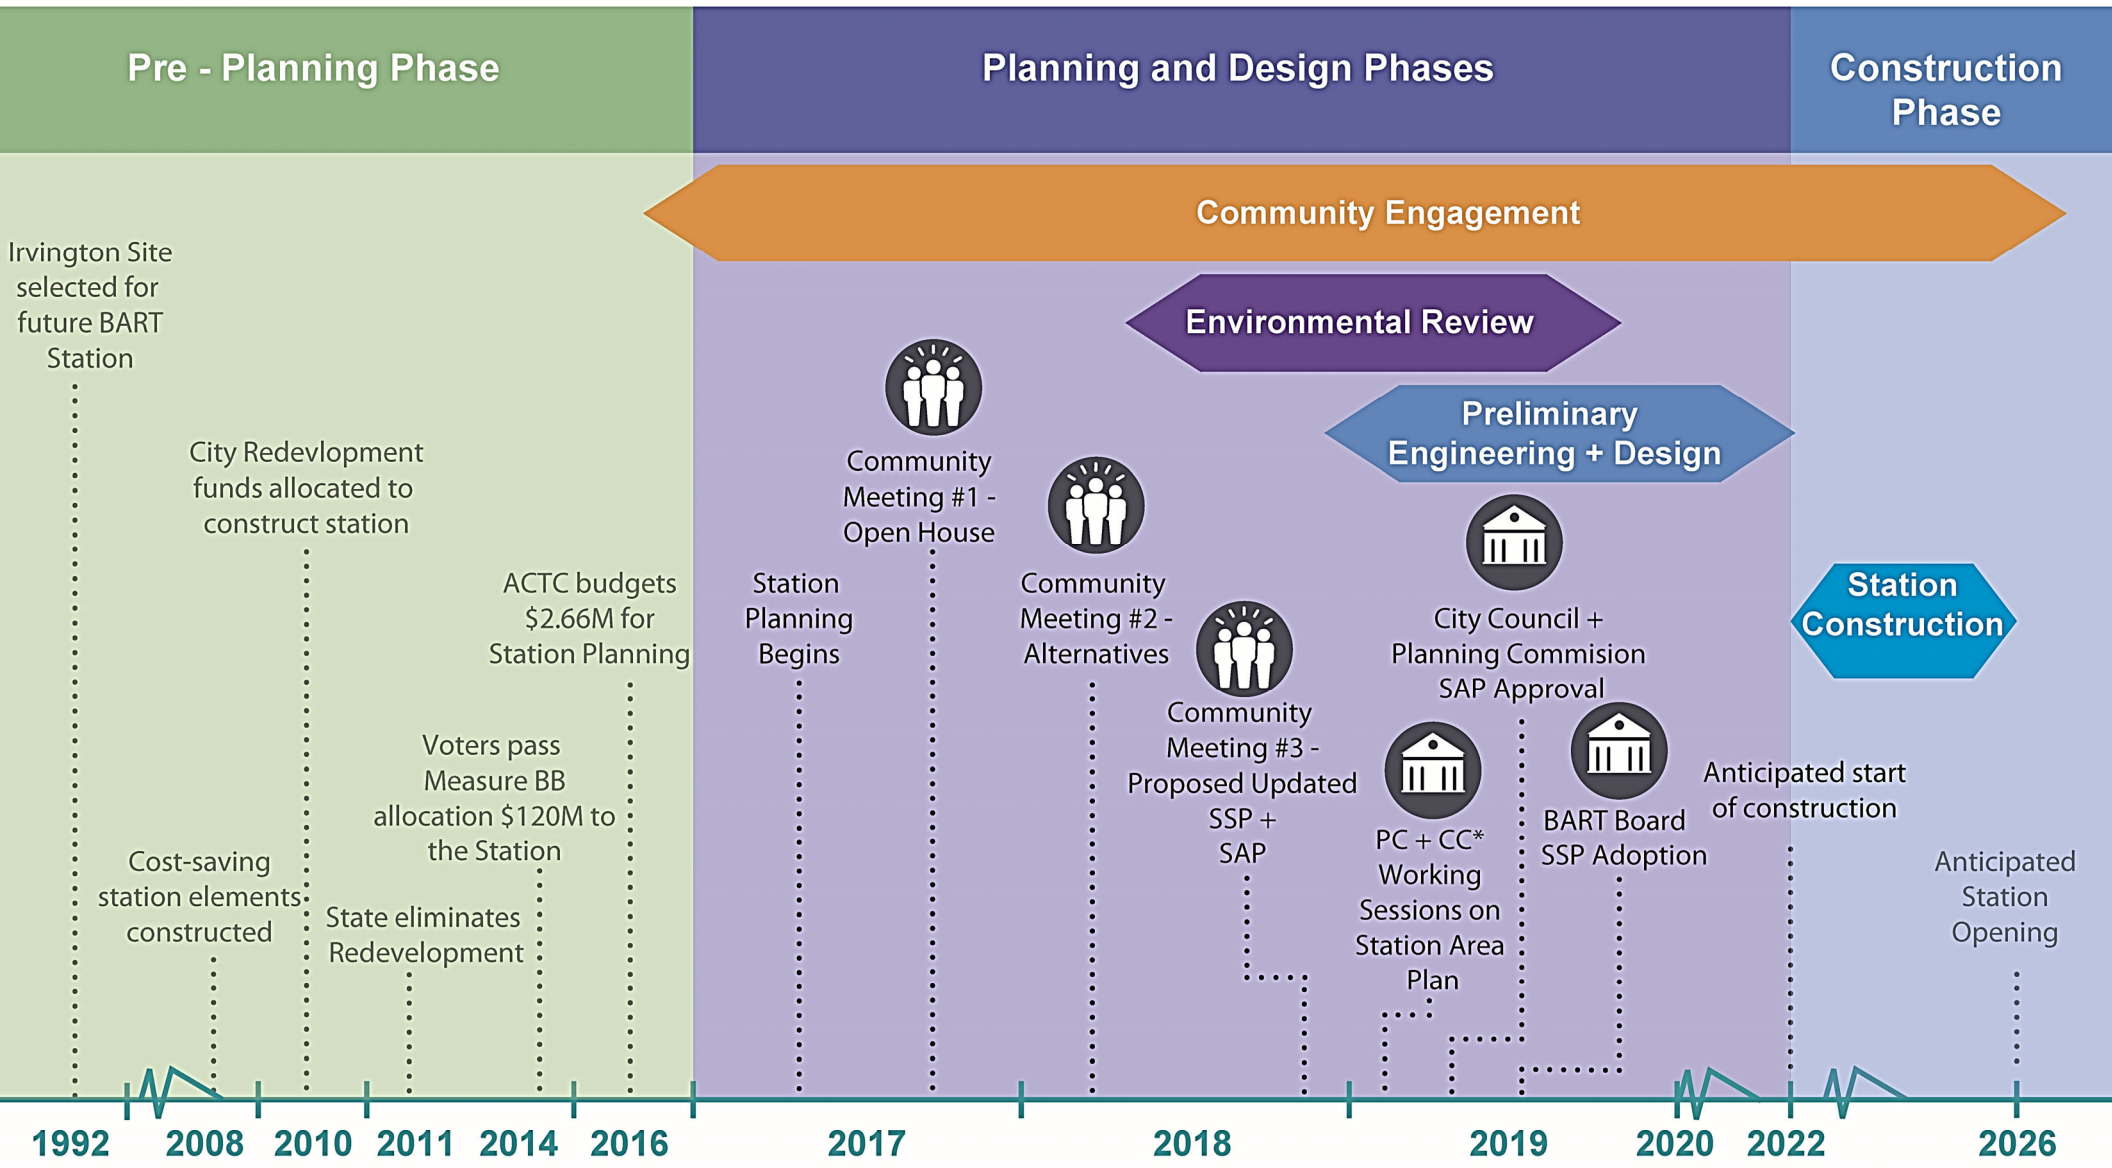 Pre - Planning Phase
Planning and Design Phases
Construction
Phase
Community Engagement
Environmental Review
Preliminary
Engineering + Design
Station
Construction
Irvington Site
selected for
future BART
Station
City Redevlopment
funds allocated to
construct station
ACTC budgets
$2.66M for
Station Planning
Voters pass
Measure BB
allocation $120M to
the Station
Cost-saving
station elements
constructed
State eliminates
Redevelopment
Station
Planning
Begins
Community
Meeting #1 -
Open House
Community
Meeting #2 -
Alternatives
Community
Meeting #3 -
Proposed Updated
SSP +
SAP
City Council +
Planning Commision
SAP Approval
PC + CC*
Working
Sessions on
Station Area
Plan
BART Board
SSP Adoption
Anticipated start
of construction
Anticipated
Station
Opening
1992
2008
2010
2011
2014
2016
2017
2018
2019
2020
2022
2026